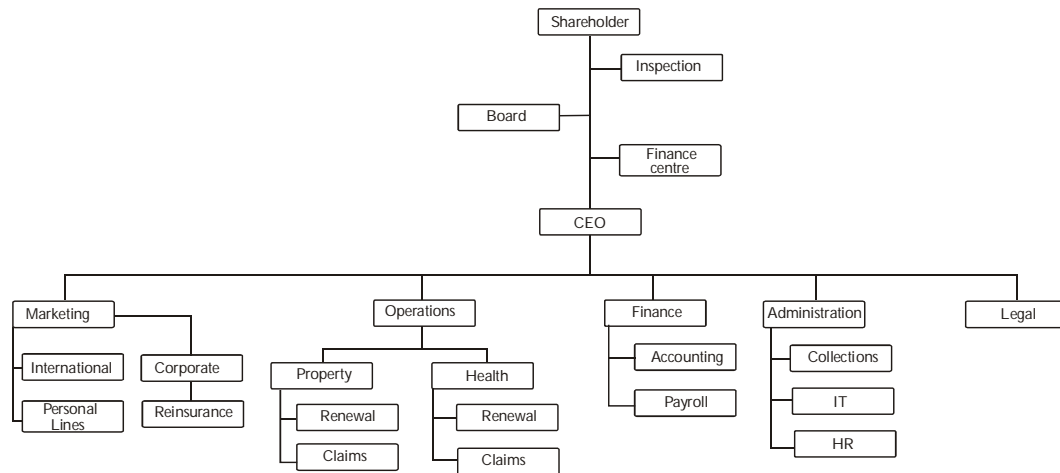 Shareholder
Inspection
Board
Finance
centre
CEO
Marketing
Operations
Finance
Administration
Legal
International
Corporate
Property
Health
Accounting
Collections
Personal
Lines
Reinsurance
Renewal
Renewal
Payroll
IT
Claims
Claims
HR